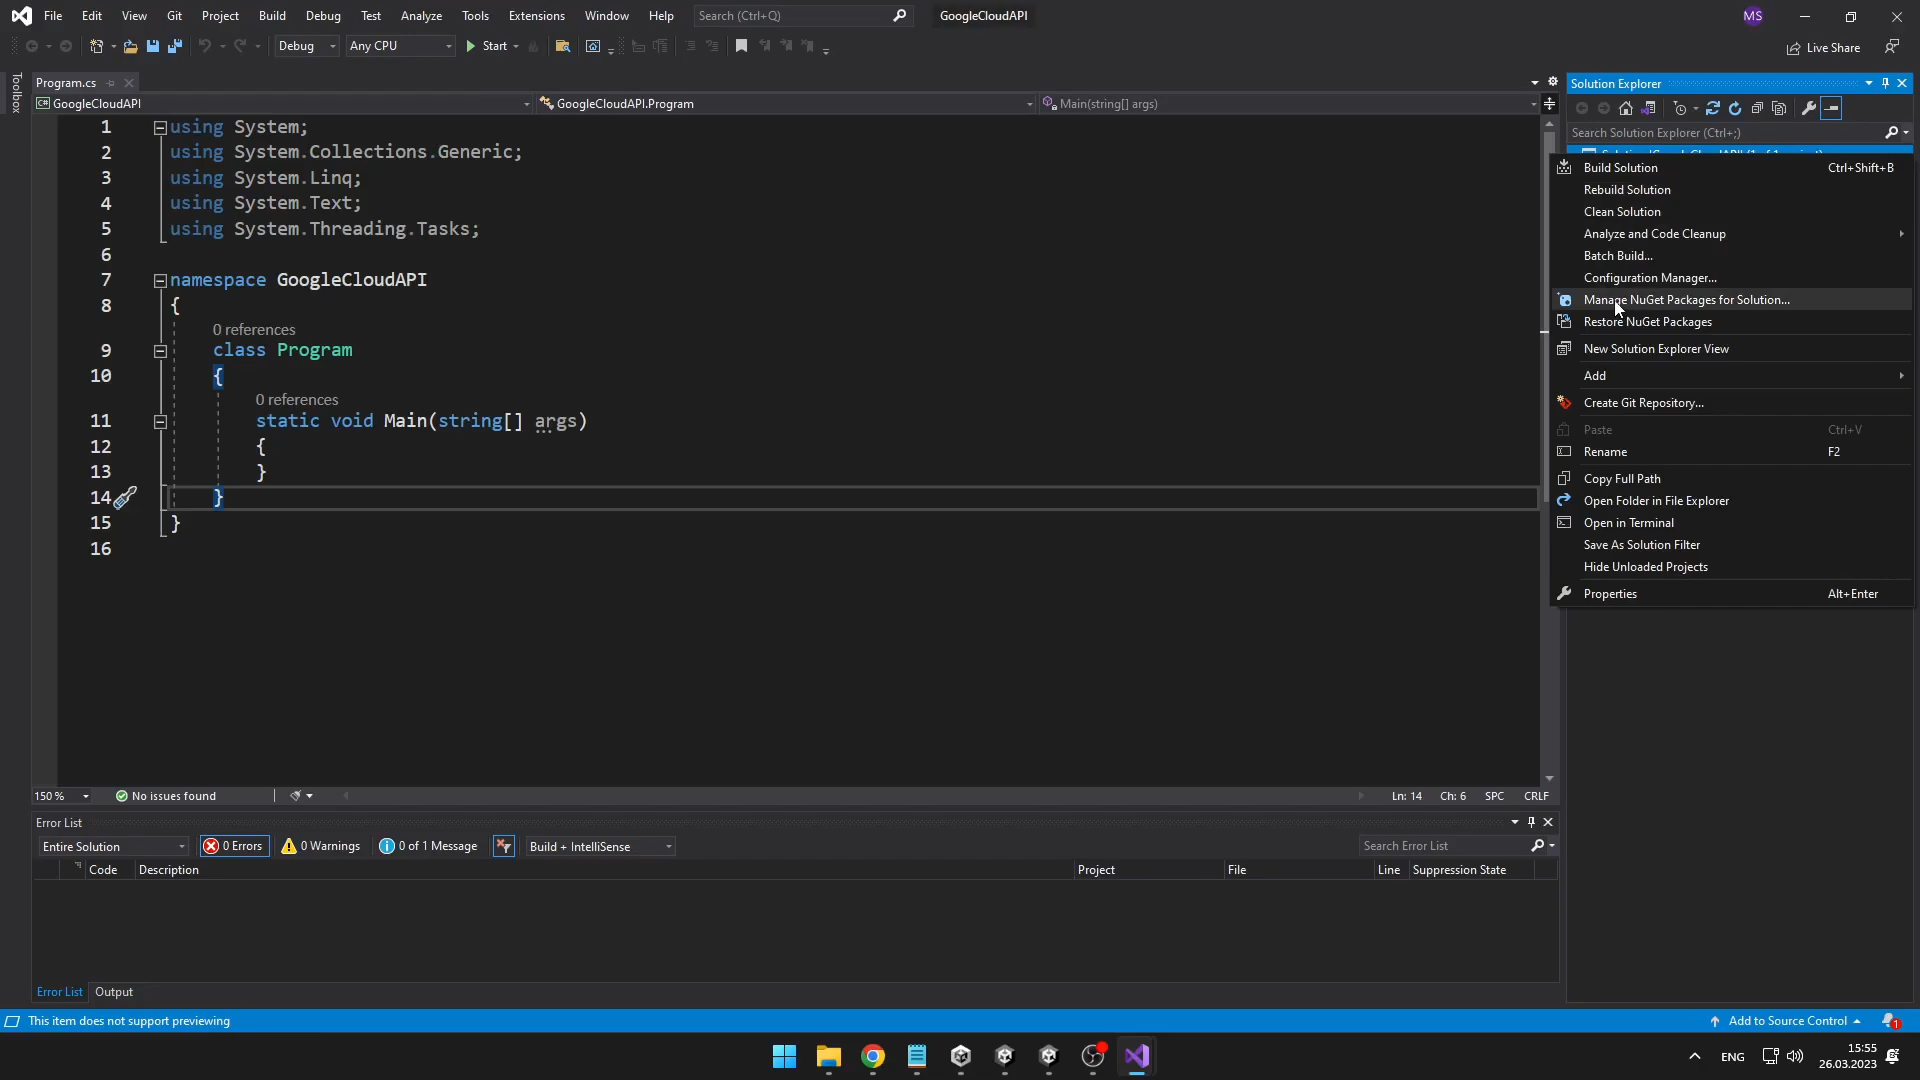 File Edit View Git Project Build Debug Test Analyze Tools Extensions Window Help Search (Ctrl+Q) GoogleCloudAPI MS
Debug Any CPU Start Live Share
Toolbox
Program.cs
GoogleCloudAPI GoogleCloudAPI.Program Main(string[] args)
1 using System;
2 using System.Collections.Generic;
3 using System.Linq;
4 using System.Text;
5 using System.Threading.Tasks;
6
7 namespace GoogleCloudAPI
8 {
0 references
9 class Program
10 {
0 references
11 static void Main(string[] args)
12 {
13 }
14 }
15 }
16
150 % No issues found Ln: 14 Ch: 6 SPC CRLF
Solution Explorer
Search Solution Explorer (Ctrl+;)
Build Solution Ctrl+Shift+B
Rebuild Solution
Clean Solution
Analyze and Code Cleanup
Batch Build...
Configuration Manager...
Manage NuGet Packages for Solution...
Restore NuGet Packages
New Solution Explorer View
Add
Create Git Repository...
Paste Ctrl+V
Rename F2
Copy Full Path
Open Folder in File Explorer
Open in Terminal
Save As Solution Filter
Hide Unloaded Projects
Properties Alt+Enter
Error List
Entire Solution 0 Errors 0 Warnings 0 of 1 Message Build + IntelliSense Search Error List
Code Description Project File Line Suppression State
Error List Output
This item does not support previewing Add to Source Control 1
ENG 15:55
26.03.2023